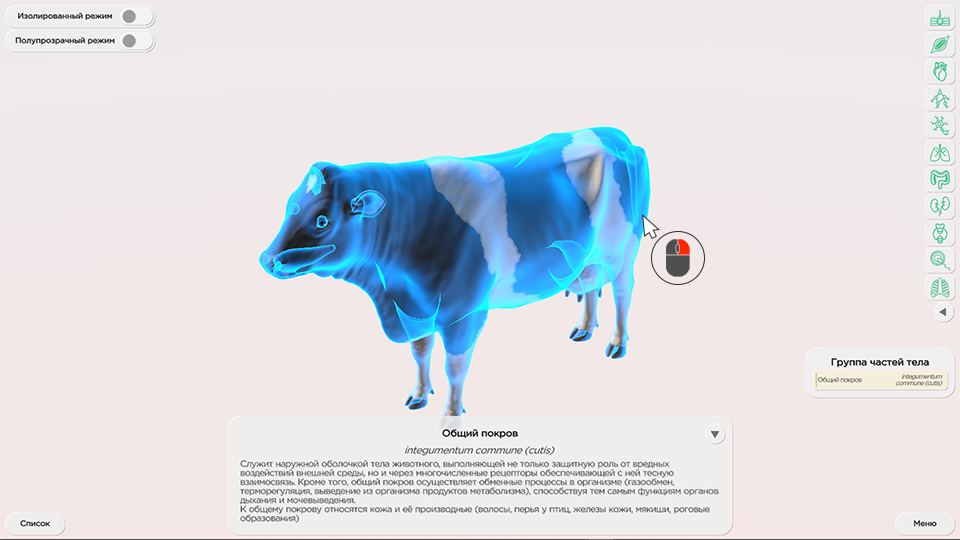 Изолированный режим
Полупрозрачный режим
Группа частей тела
Общий покров
integumentum
commune (cutis)
Общий покров
integumentum commune (cutis)
Служит наружной оболочкой тела животного, выполняющей не только защитную роль от вредных
воздействий внешней среды, но и через многочисленные рецепторы обеспечивающей с ней тесную
взаимосвязь. Кроме того, общий покров осуществляет обменные процессы в организме (газообмен,
терморегуляция, выведение из организма продуктов метаболизма), способствуя тем самым функциям органов
дыхания и мочевыведения.
К общему покрову относятся кожа и её производные (волосы, перья у птиц, железы кожи, мякиши, роговые
образования)
Список
Меню